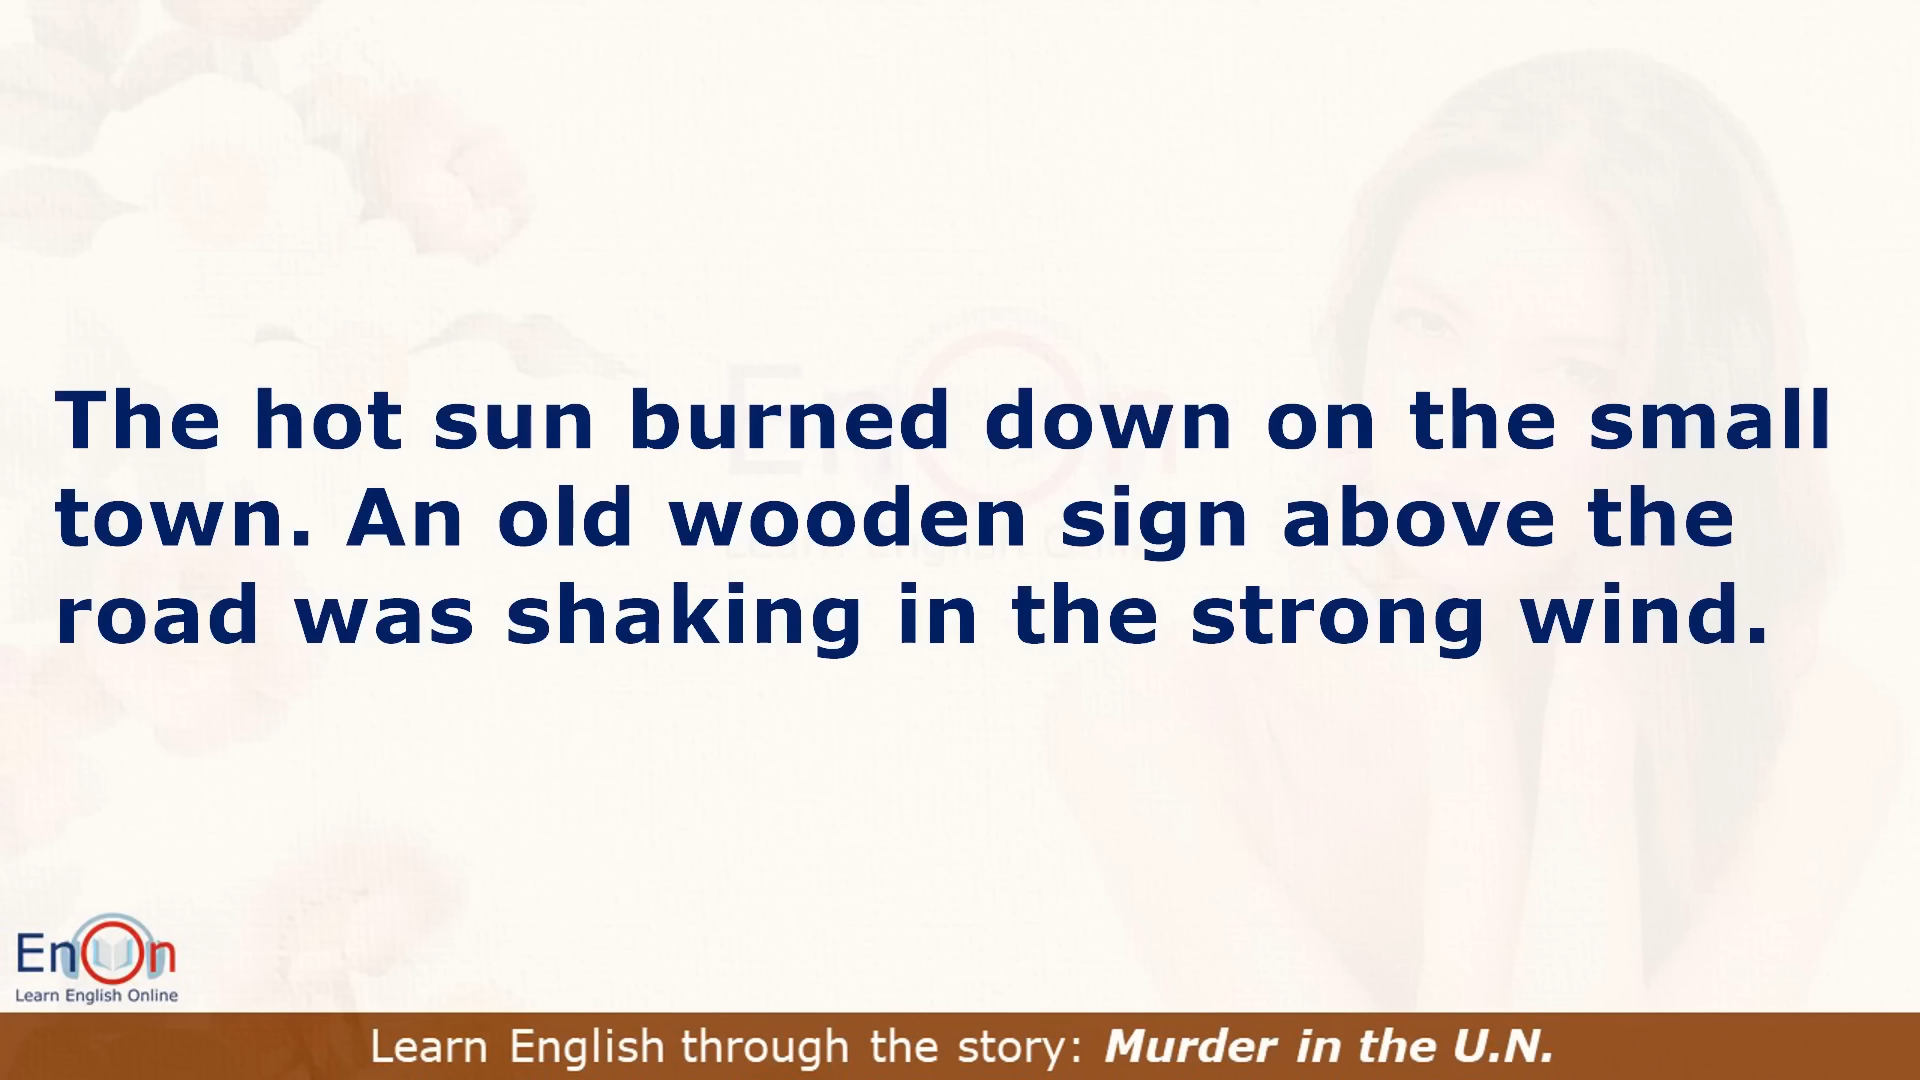 The hot sun burned down on the small
town. An old wooden sign above the
road was shaking in the strong wind.
EnOn
Learn English Online
Learn English through the story: Murder in the U.N.